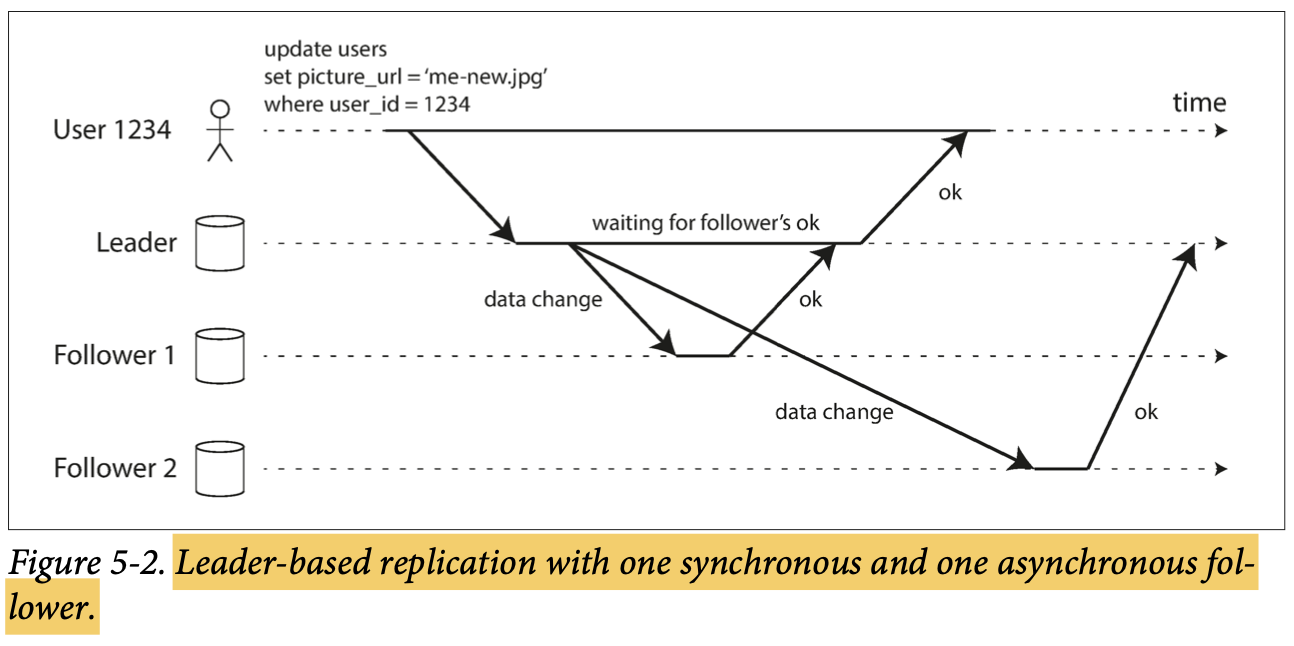 update users
set picture_url = ‘me-new.jpg’
where user_id = 1234
time
User 1234
ok
waiting for follower’s ok
Leader
data change
ok
Follower 1
data change
ok
Follower 2
Figure 5-2. Leader-based replication with one synchronous and one asynchronous fol-
lower.